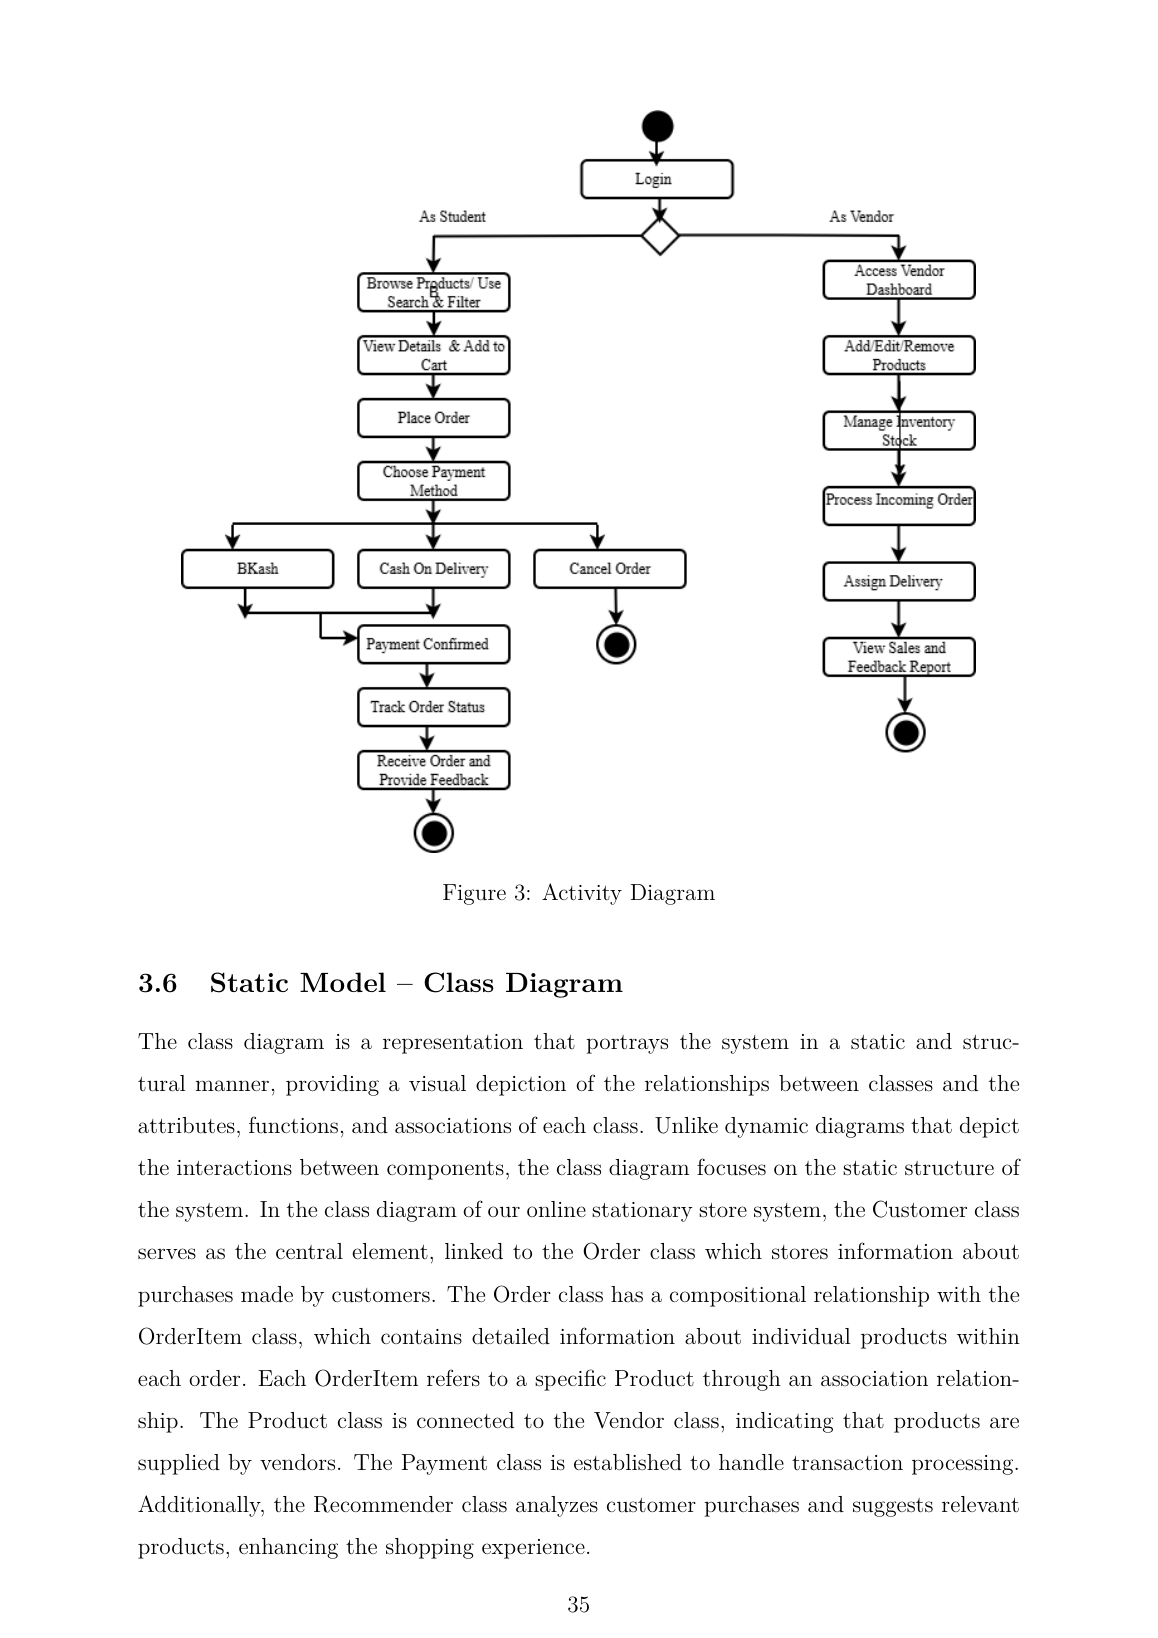 Login
As Student
As Vendor
Browse Products/ Use
Search & Filter
B
View Details & Add to
Cart
Place Order
Choose Payment
Method
BKash
Cash On Delivery
Cancel Order
Payment Confirmed
Track Order Status
Receive Order and
Provide Feedback
Access Vendor
Dashboard
Add/Edit/Remove
Products
Manage Inventory
Stock
Process Incoming Order
Assign Delivery
View Sales and
Feedback Report
Figure 3: Activity Diagram
3.6 Static Model – Class Diagram
The class diagram is a representation that portrays the system in a static and struc-
tural manner, providing a visual depiction of the relationships between classes and the
attributes, functions, and associations of each class. Unlike dynamic diagrams that depict
the interactions between components, the class diagram focuses on the static structure of
the system. In the class diagram of our online stationary store system, the Customer class
serves as the central element, linked to the Order class which stores information about
purchases made by customers. The Order class has a compositional relationship with the
OrderItem class, which contains detailed information about individual products within
each order. Each OrderItem refers to a specific Product through an association relation-
ship. The Product class is connected to the Vendor class, indicating that products are
supplied by vendors. The Payment class is established to handle transaction processing.
Additionally, the Recommender class analyzes customer purchases and suggests relevant
products, enhancing the shopping experience.
35